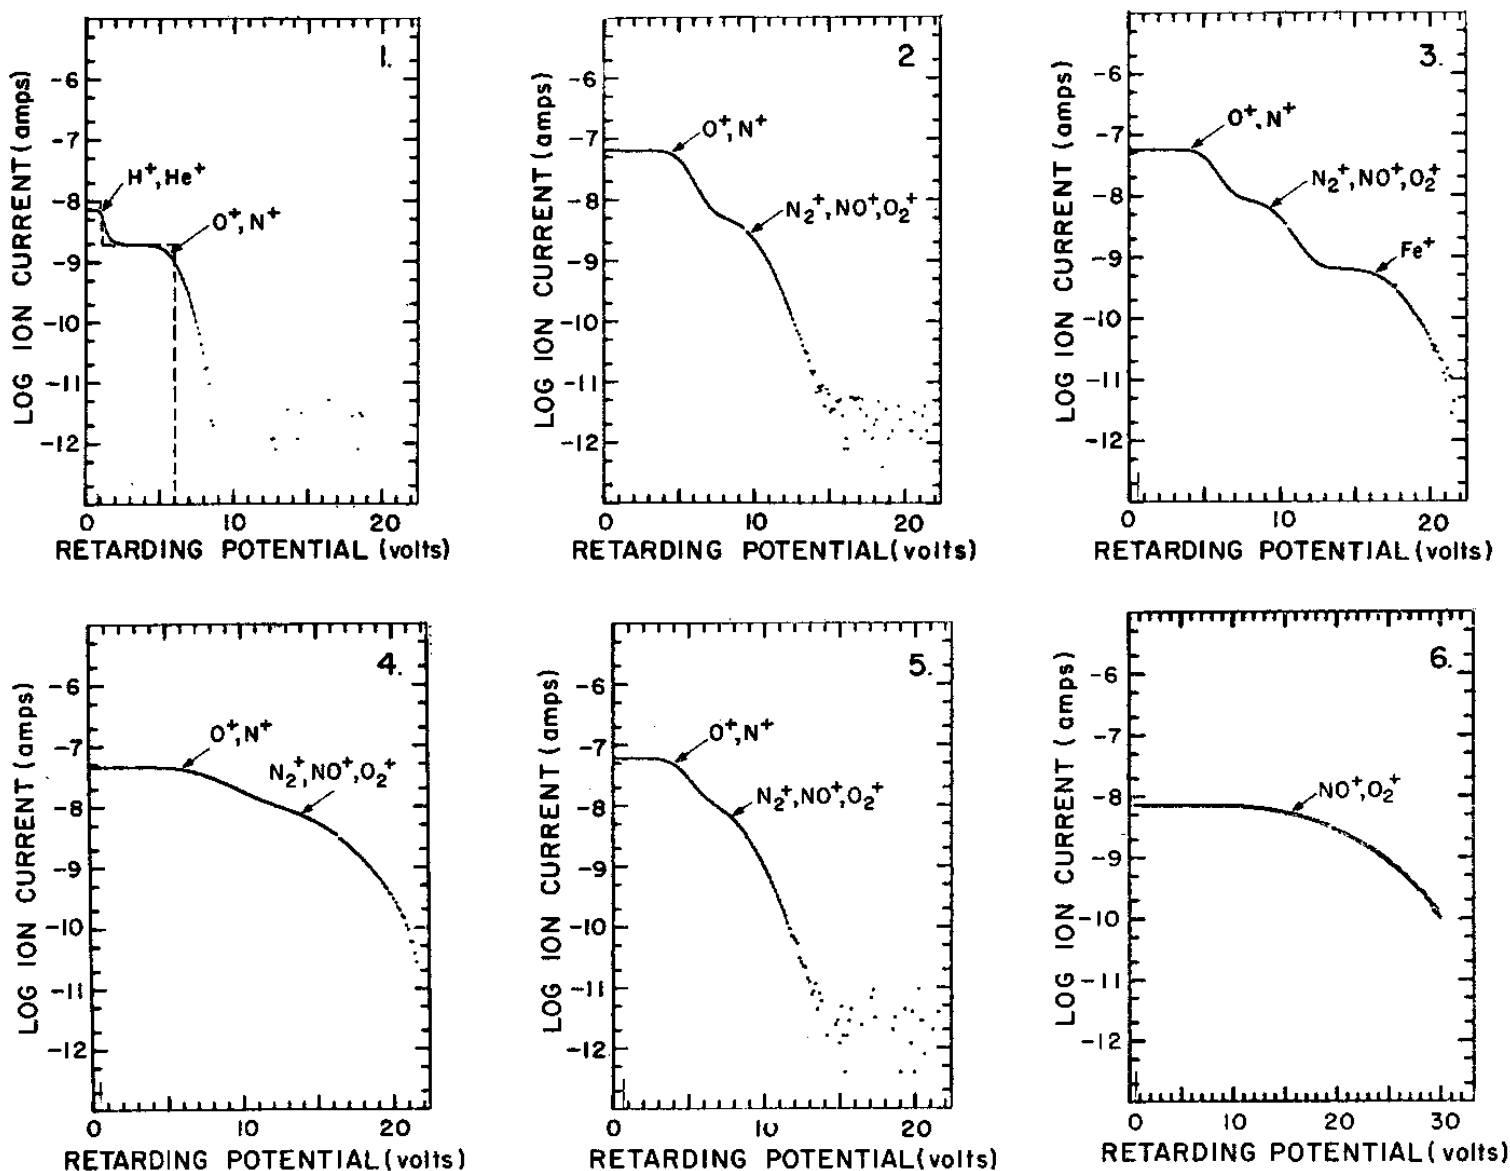 1.
LOG ION CURRENT (amps)
-6
-7
-8
-9
-10
-11
-12
H+, He+
O+, N+
0 10 20
RETARDING POTENTIAL (volts)
2
LOG ION CURRENT (amps)
-6
-7
-8
-9
-10
-11
-12
O+, N+
N2+, NO+, O2+
0 10 20
RETARDING POTENTIAL (volts)
3.
LOG ION CURRENT (amps)
-6
-7
-8
-9
-10
-11
-12
O+, N+
N2+, NO+, O2+
Fe+
0 10 20
RETARDING POTENTIAL (volts)
4.
LOG ION CURRENT (amps)
-6
-7
-8
-9
-10
-11
-12
O+, N+
N2+, NO+, O2+
0 10 20
RETARDING POTENTIAL (volts)
5.
LOG ION CURRENT (amps)
-6
-7
-8
-9
-10
-11
-12
O+, N+
N2+, NO+, O2+
0 10 20
RETARDING POTENTIAL (volts)
6.
LOG ION CURRENT (amps)
-6
-7
-8
-9
-10
-11
-12
NO+, O2+
0 10 20 30
RETARDING POTENTIAL (volts)